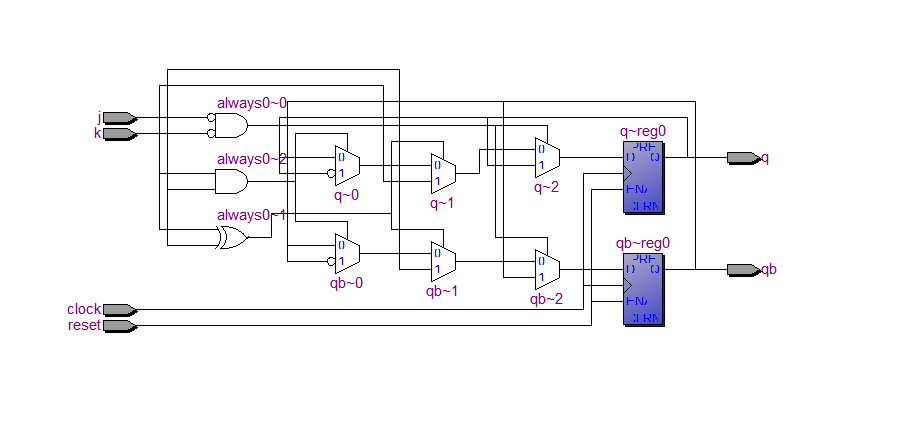 always0~0
j
k
always0~2
always0~1
0
1
q~0
0
1
q~1
0
1
q~2
q~reg0
PRE
D
Q
ENA
CLRN
q
0
1
qb~0
0
1
qb~1
0
1
qb~2
qb~reg0
PRE
D
Q
ENA
CLRN
qb
clock
reset